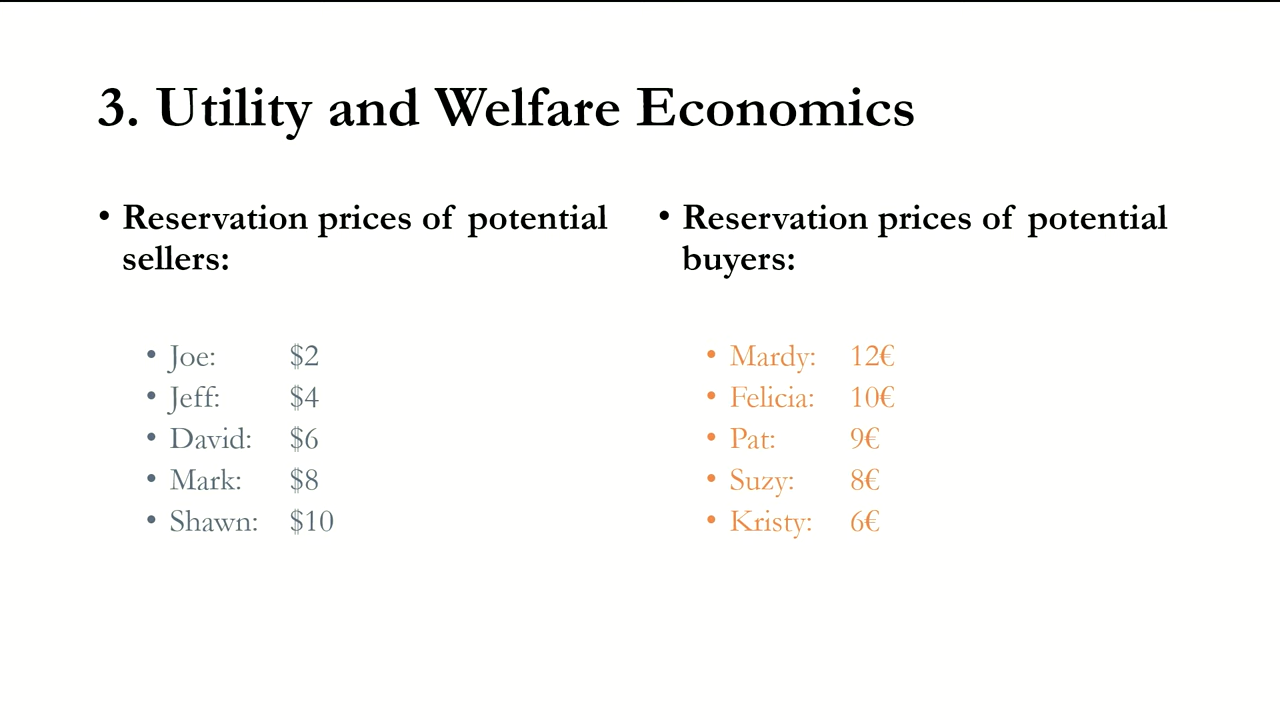 3. Utility and Welfare Economics
• Reservation prices of potential
sellers:
• Joe: $2
• Jeff: $4
• David: $6
• Mark: $8
• Shawn: $10
• Reservation prices of potential
buyers:
• Mardy: 12€
• Felicia: 10€
• Pat: 9€
• Suzy: 8€
• Kristy: 6€